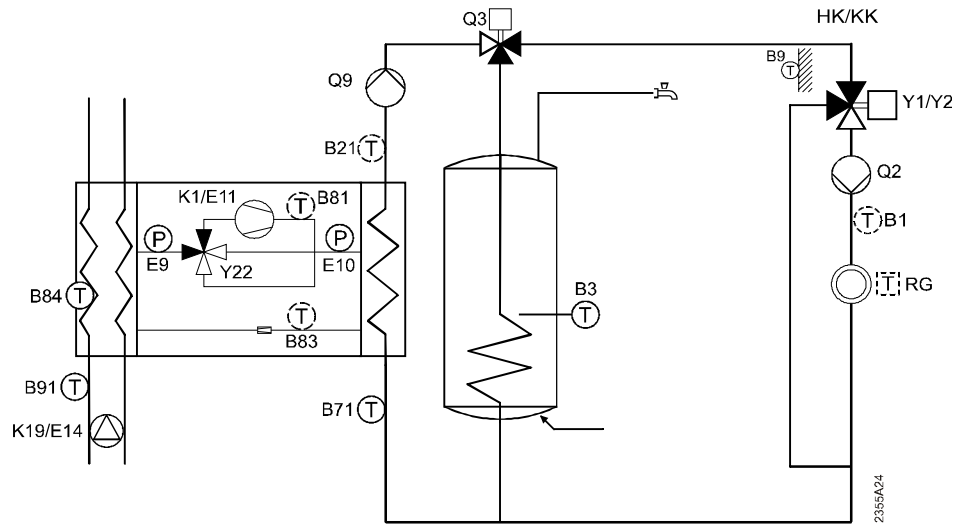 HK/KK
Q3
B9
T
Q9
Y1/Y2
B21 T
Q2
K1/E11
T B81
T B1
P
P
E9
Y22
E10
B84 T
B3
T
T RG
T
B83
B91 T
B71 T
K19/E14
2355A24